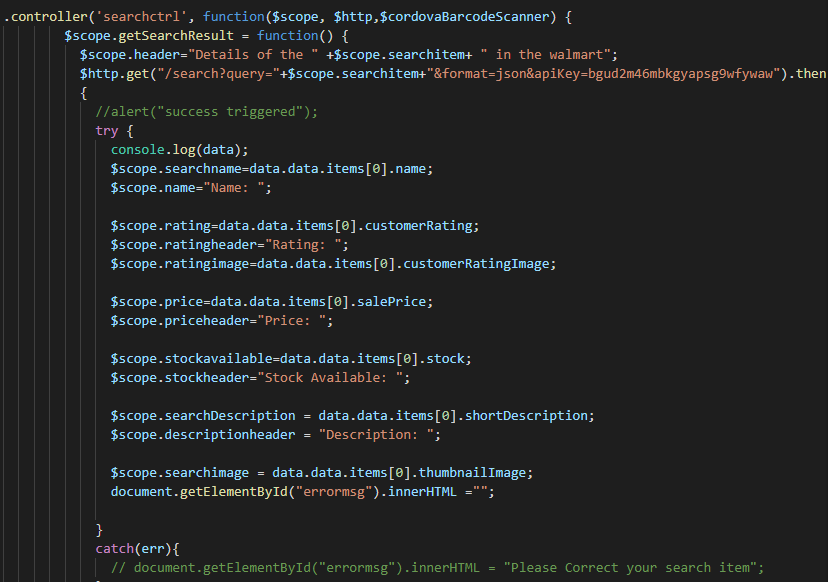 .controller('searchctrl', function($scope, $http,$cordovaBarcodeScanner) {
$scope.getSearchResult = function() {
$scope.header="Details of the " +$scope.searchitem+ " in the walmart";
$http.get("/search?query="+$scope.searchitem+"&format=json&apiKey=bgud2m46mbkgyapsg9wfywaw").then
{
//alert("success triggered");
try {
console.log(data);
$scope.searchname=data.data.items[0].name;
$scope.name="Name: ";
$scope.rating=data.data.items[0].customerRating;
$scope.ratingheader="Rating: ";
$scope.ratingimage=data.data.items[0].customerRatingImage;
$scope.price=data.data.items[0].salePrice;
$scope.priceheader="Price: ";
$scope.stockavailable=data.data.items[0].stock;
$scope.stockheader="Stock Available: ";
$scope.searchDescription = data.data.items[0].shortDescription;
$scope.descriptionheader = "Description: ";
$scope.searchimage = data.data.items[0].thumbnailImage;
document.getElementById("errormsg").innerHTML ="";
}
catch(err){
// document.getElementById("errormsg").innerHTML = "Please Correct your search item";